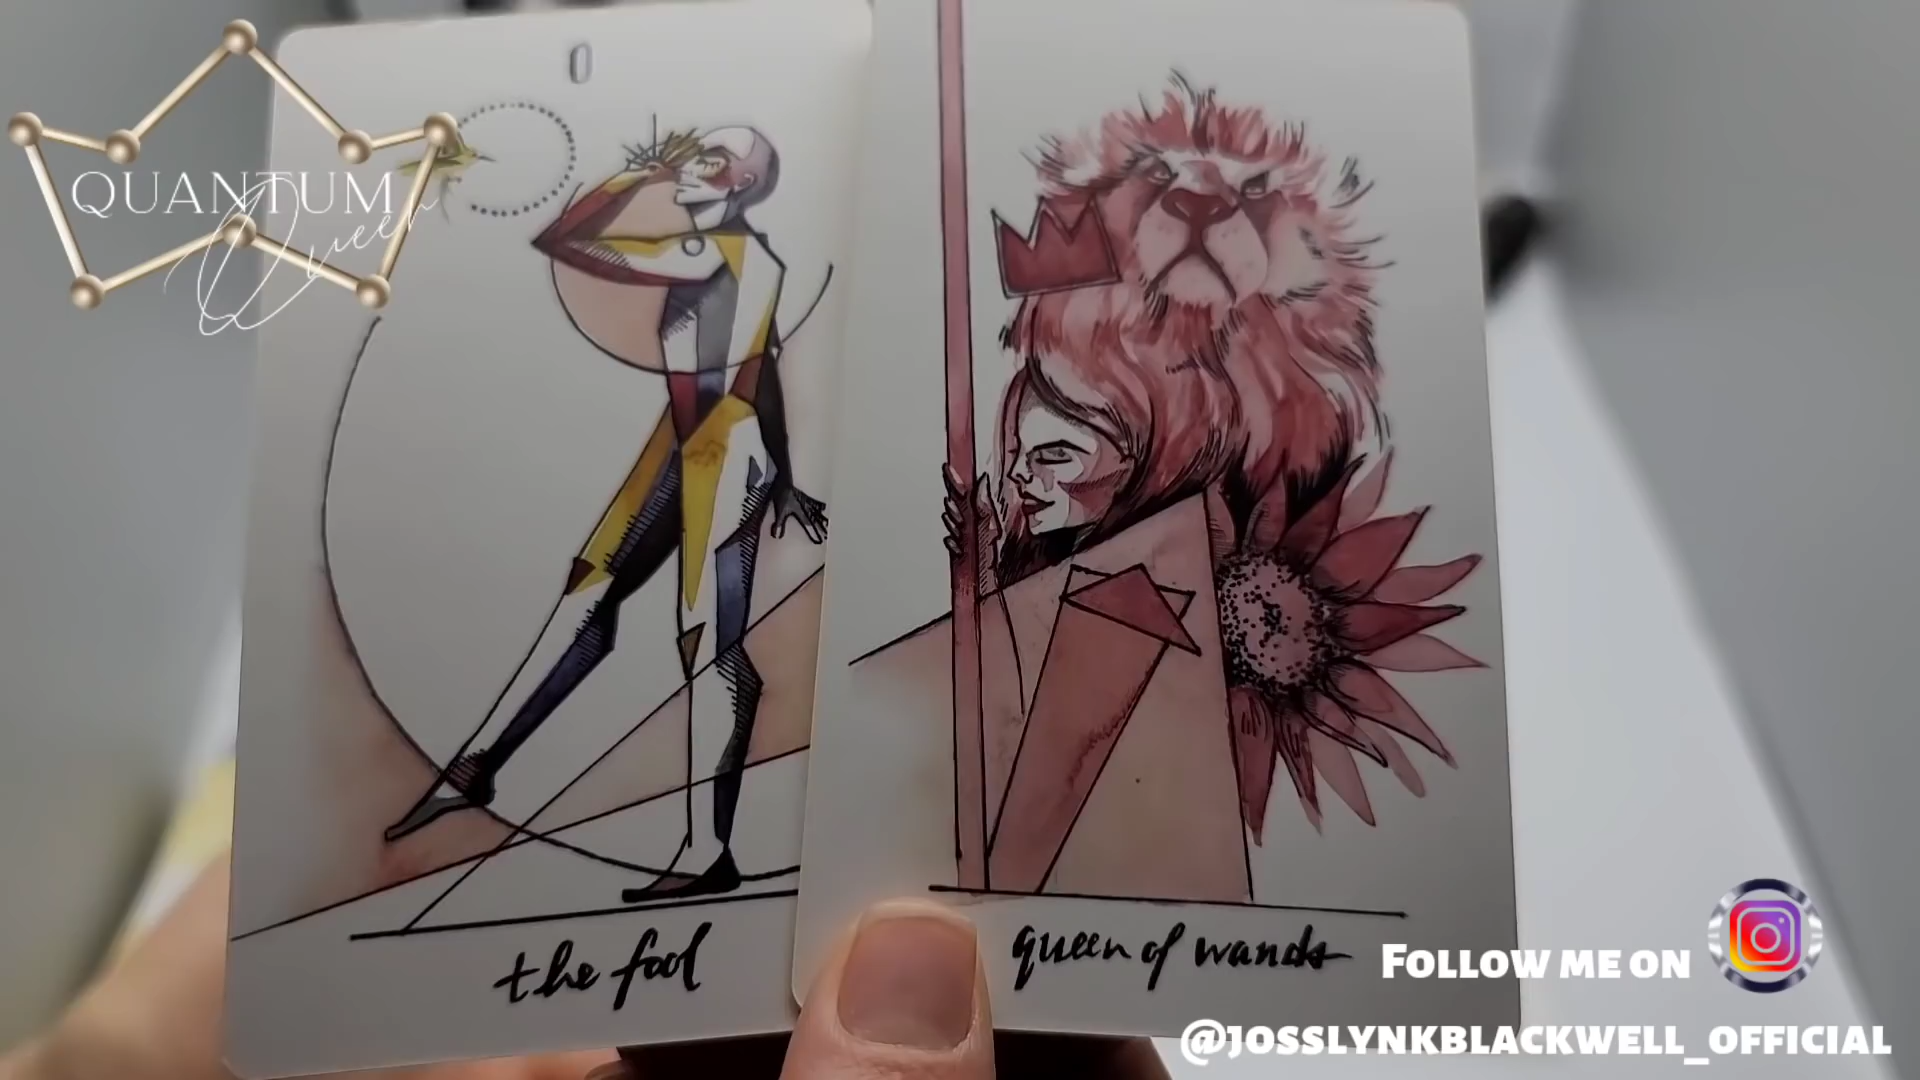 0
QUANTUM
Queen
the fool
queen of wands
FOLLOW ME ON
@JOSSLYNKBLACKWELL_OFFICIAL